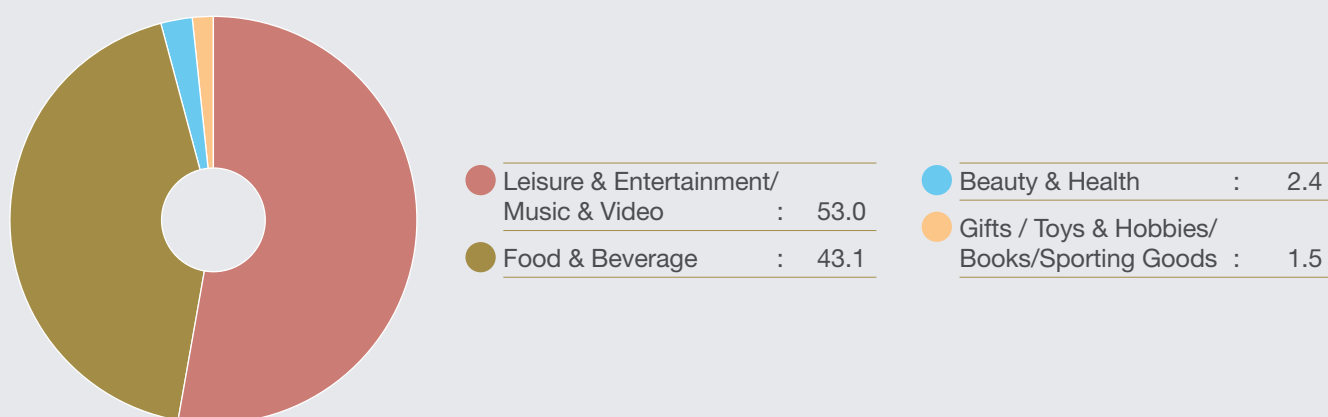 Leisure & Entertainment/
Music & Video : 53.0
Food & Beverage : 43.1
Beauty & Health : 2.4
Gifts / Toys & Hobbies/
Books/Sporting Goods : 1.5